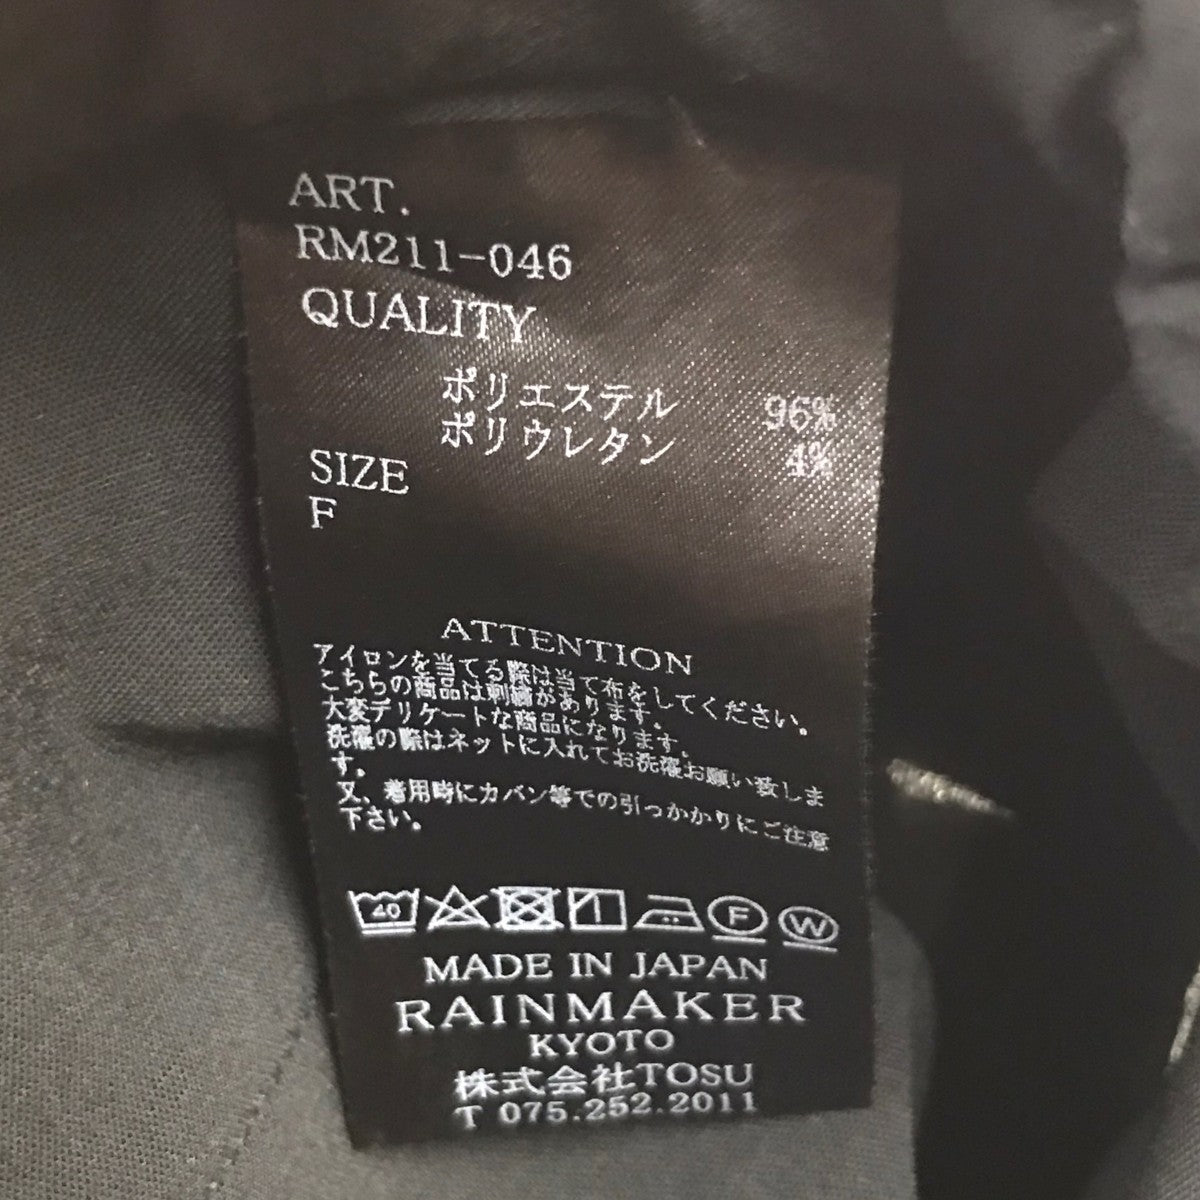 ART.
RM211-046
QUALITY
ポリエステル 96%
ポリウレタン 4%
SIZE
F
ATTENTION
アイロンを当てる際は当て布をしてください。
こちらの商品は刺繍があります。
大変デリケートな商品になります。
洗濯の際はネットに入れてお洗濯お願い致しま
す。
又、着用時にカバン等での引っかかりにご注意
下さい。
40 F W
MADE IN JAPAN
RAINMAKER
KYOTO
株式会社TOSU
T 075.252.2011